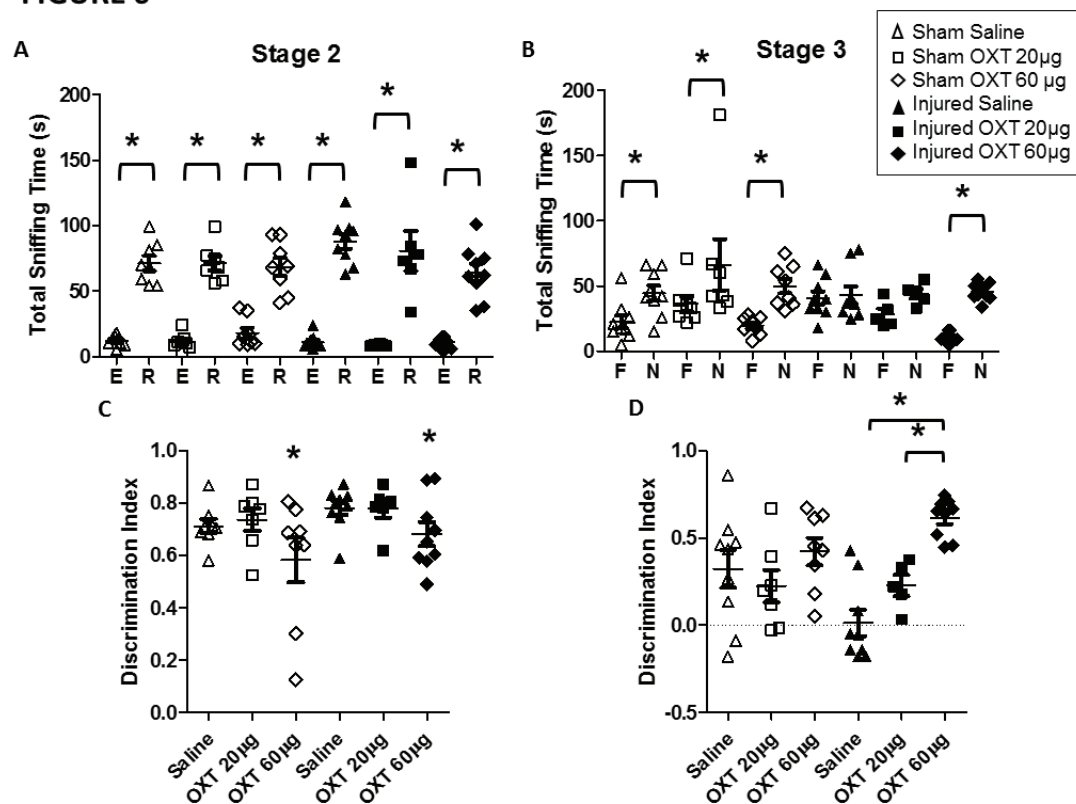 A
Stage 2
B
Stage 3
△ Sham Saline
□ Sham OXT 20µg
◇ Sham OXT 60 µg
▲ Injured Saline
■ Injured OXT 20µg
◆ Injured OXT 60µg
Total Sniffing Time (s)
200
150
100
50
0
* * * * * *
E R E R E R E R E R E R
Total Sniffing Time (s)
200
150
100
50
0
* * * *
F N F N F N F N F N F N
C
Discrimination Index
1.0
0.8
0.6
0.4
0.2
0.0
* *
Saline
OXT 20µg
OXT 60µg
Saline
OXT 20µg
OXT 60µg
D
Discrimination Index
1.0
0.5
0.0
-0.5
*
*
Saline
OXT 20µg
OXT 60µg
Saline
OXT 20µg
OXT 60µg